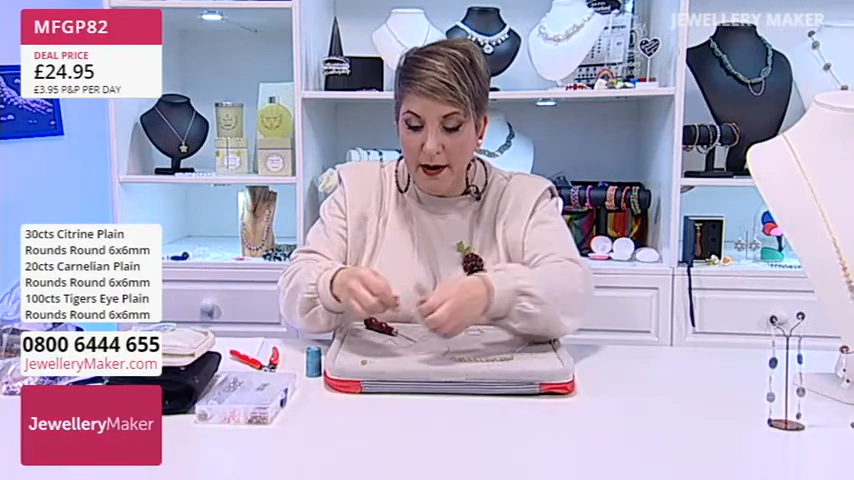 MFGP82
DEAL PRICE
£24.95
£3.95 P&P PER DAY
JEWELLERY MAKER
30cts Citrine Plain
Rounds Round 6x6mm
20cts Carnelian Plain
Rounds Round 6x6mm
100cts Tigers Eye Plain
Rounds Round 6x6mm
0800 6444 655
JewelleryMaker.com
JewelleryMaker